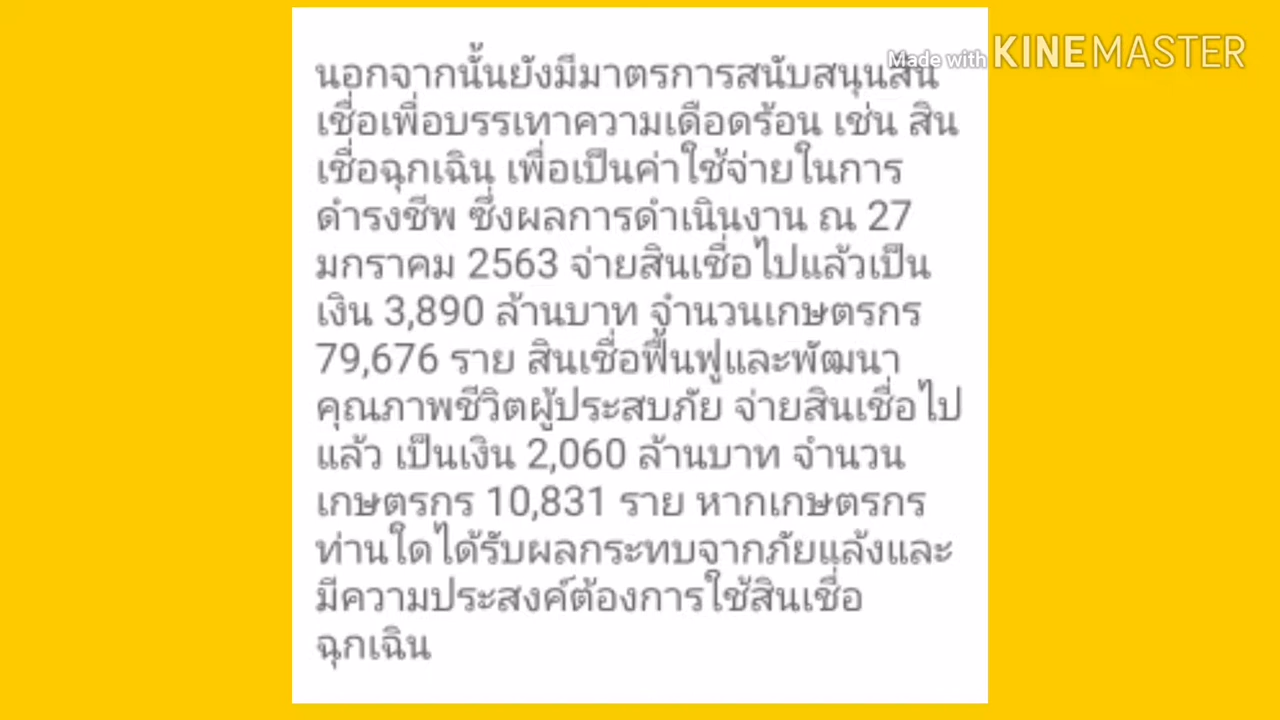 Made with KINEMASTER
นอกจากนั้นยังมีมาตรการสนับสนุนสิน
เชื่อเพื่อบรรเทาความเดือดร้อน เช่น สิน
เชื่อฉุกเฉิน เพื่อเป็นค่าใช้จ่ายในการ
ดำรงชีพ ซึ่งผลการดำเนินงาน ณ 27
มกราคม 2563 จ่ายสินเชื่อไปแล้วเป็น
เงิน 3,890 ล้านบาท จำนวนเกษตรกร
79,676 ราย สินเชื่อฟื้นฟูและพัฒนา
คุณภาพชีวิตผู้ประสบภัย จ่ายสินเชื่อไป
แล้ว เป็นเงิน 2,060 ล้านบาท จำนวน
เกษตรกร 10,831 ราย หากเกษตรกร
ท่านใดได้รับผลกระทบจากภัยแล้งและ
มีความประสงค์ต้องการใช้สินเชื่อ
ฉุกเฉิน